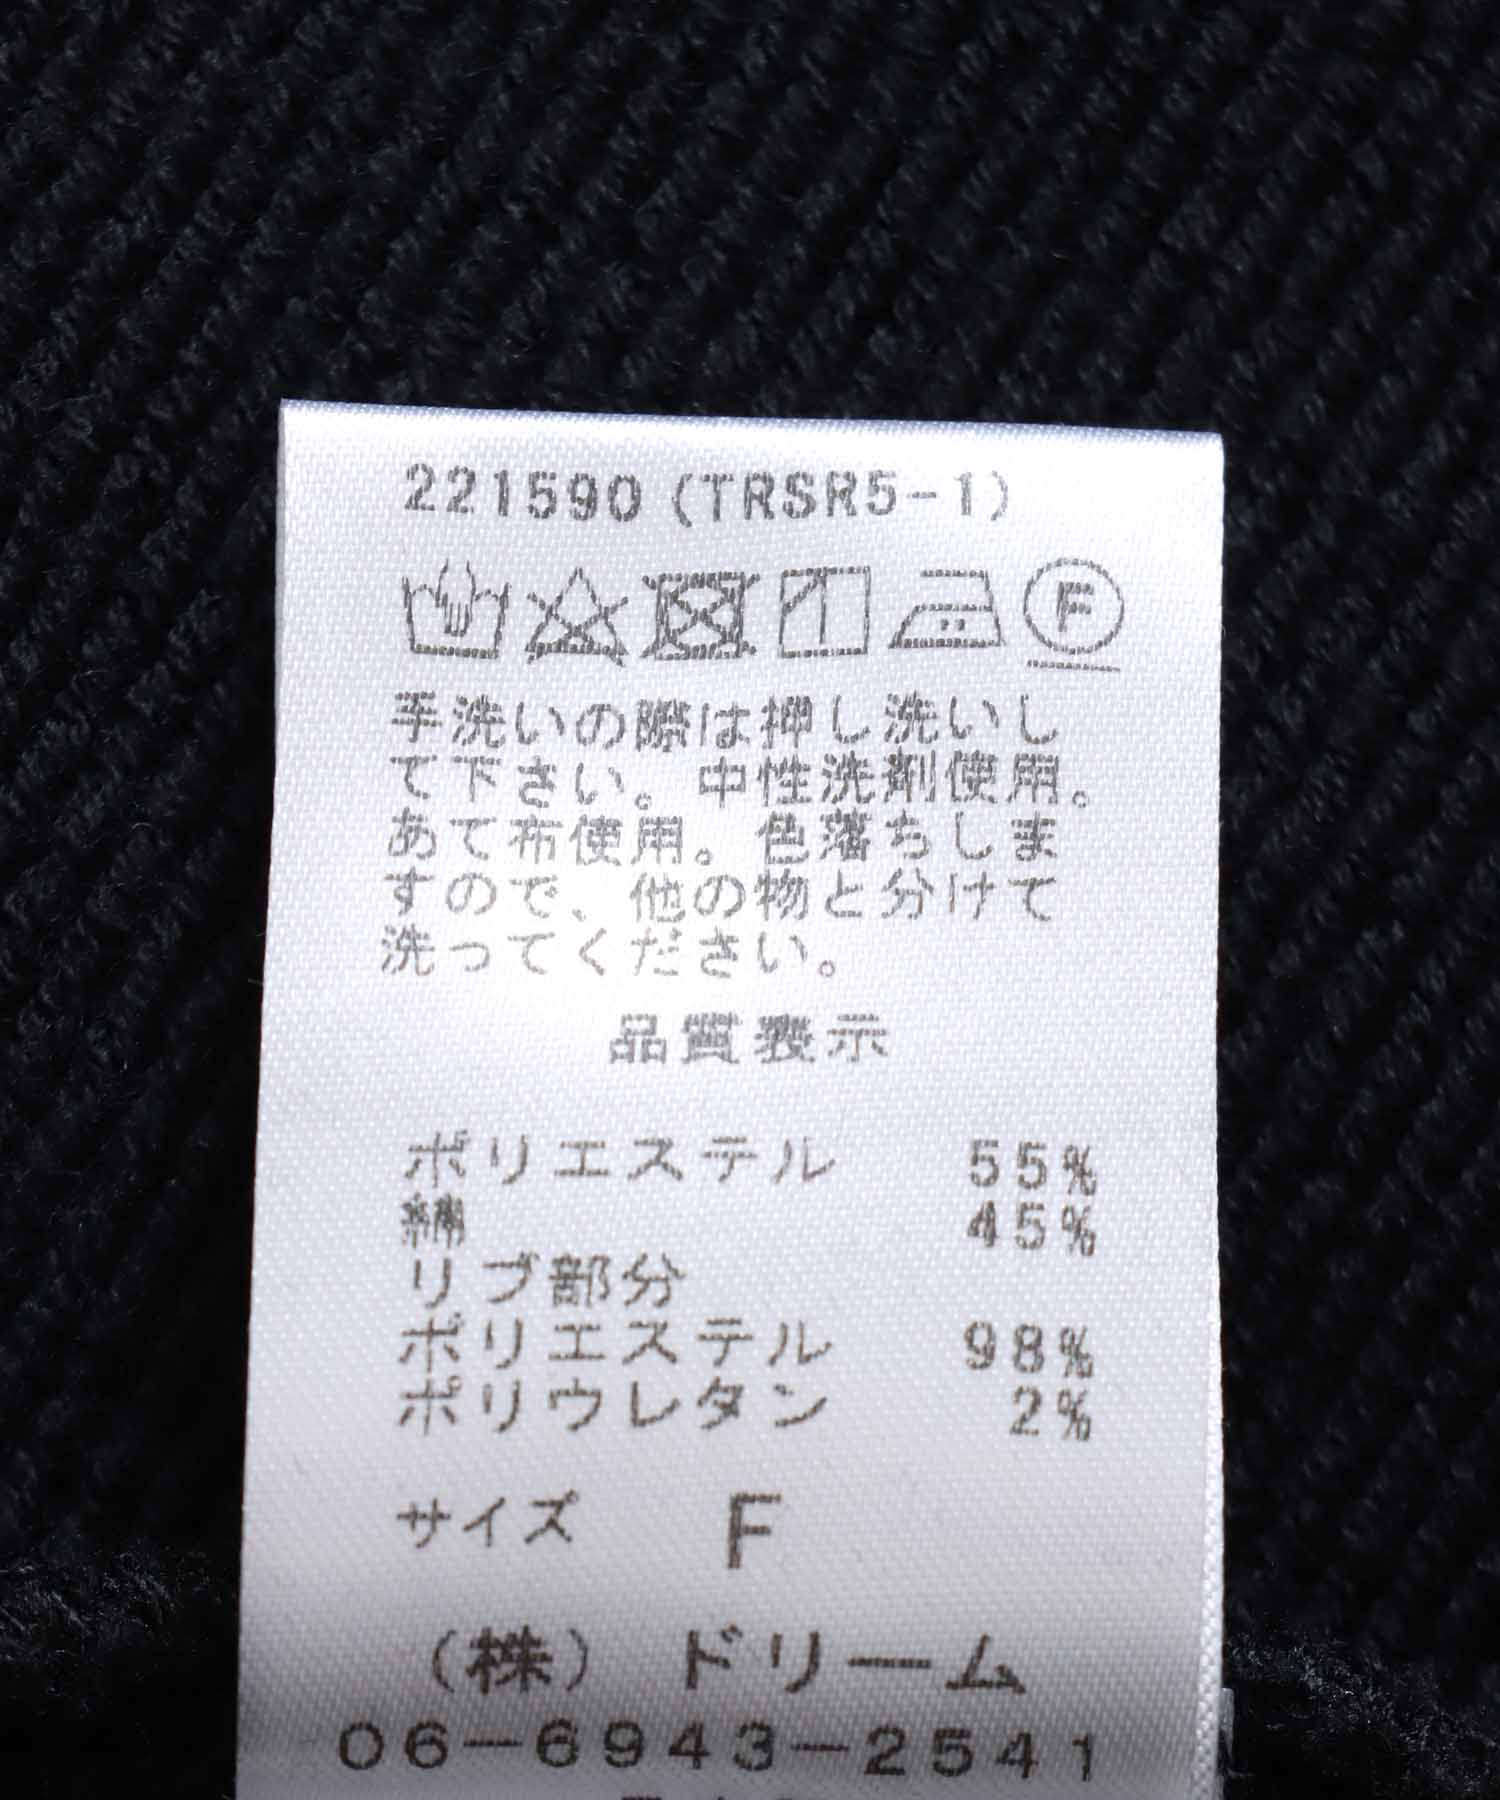 221590(TRSR5-1)
F
手洗いの際は押し洗いし
て下さい。中性洗剤使用。
あて布使用。色落ちしま
すので、他の物と分けて
洗ってください。
品質表示
ポリエステル 55%
綿 45%
リブ部分
ポリエステル 98%
ポリウレタン 2%
サイズ F
(株)ドリーム
06-6943-2541